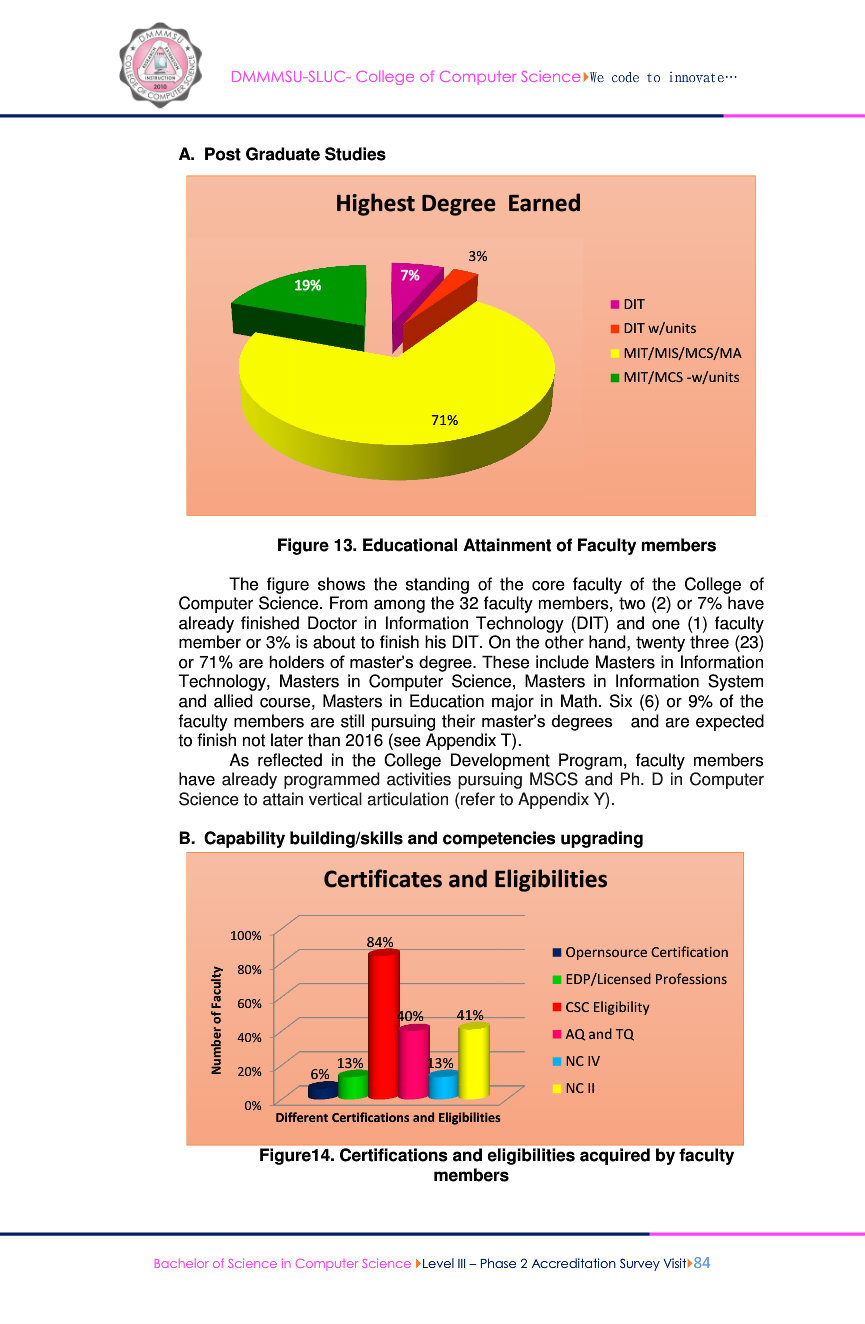 DMMMSU
COLLEGE OF COMPUTER SCIENCE
RESEARCH
EXTENSION
INSTRUCTION
2010
DMMMSU-SLUC- College of Computer Science We code to innovate…
A. Post Graduate Studies
Highest Degree Earned
3%
7%
19%
DIT
DIT w/units
MIT/MIS/MCS/MA
MIT/MCS -w/units
71%
Figure 13. Educational Attainment of Faculty members
The figure shows the standing of the core faculty of the College of
Computer Science. From among the 32 faculty members, two (2) or 7% have
already finished Doctor in Information Technology (DIT) and one (1) faculty
member or 3% is about to finish his DIT. On the other hand, twenty three (23)
or 71% are holders of master's degree. These include Masters in Information
Technology, Masters in Computer Science, Masters in Information System
and allied course, Masters in Education major in Math. Six (6) or 9% of the
faculty members are still pursuing their master's degrees and are expected
to finish not later than 2016 (see Appendix T).
As reflected in the College Development Program, faculty members
have already programmed activities pursuing MSCS and Ph. D in Computer
Science to attain vertical articulation (refer to Appendix Y).
B. Capability building/skills and competencies upgrading
Certificates and Eligibilities
Number of Faculty
100%
80%
60%
40%
20%
0%
6%
13%
84%
40%
13%
41%
Different Certifications and Eligibilities
Opernsource Certification
EDP/Licensed Professions
CSC Eligibility
AQ and TQ
NC IV
NC II
Figure14. Certifications and eligibilities acquired by faculty
members
Bachelor of Science in Computer Science Level III – Phase 2 Accreditation Survey Visit 84